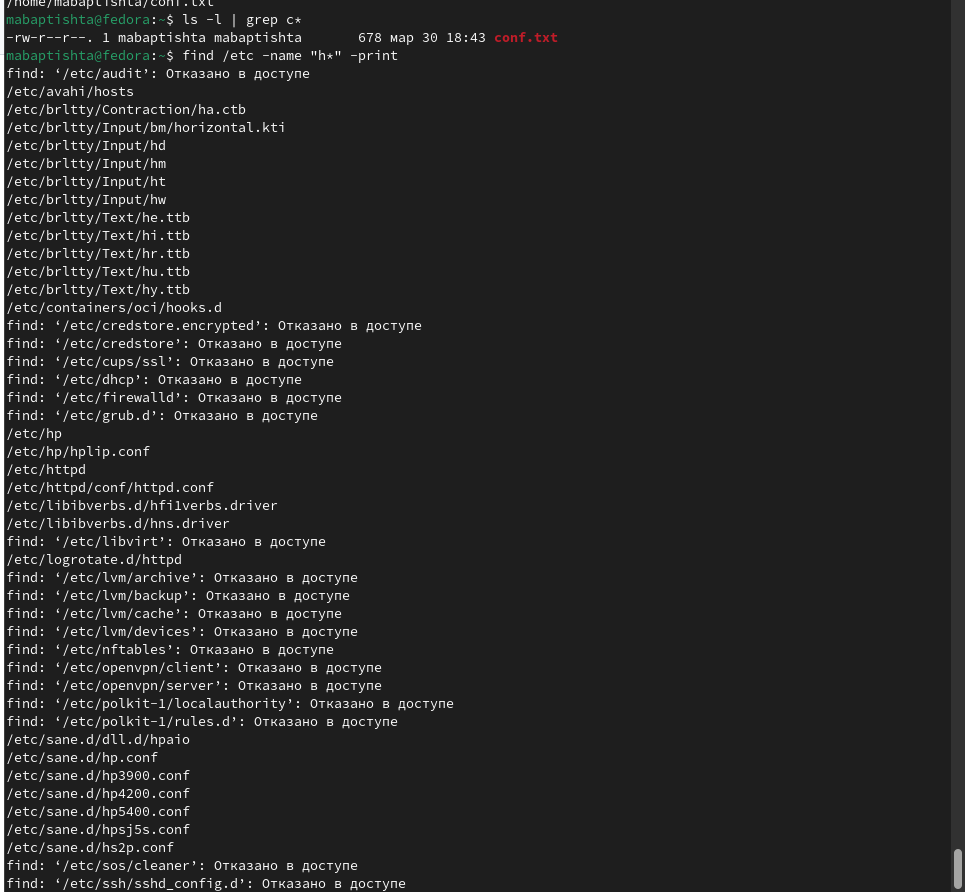 /home/mabaptishta/conf.txt
mabaptishta@fedora:~$ ls -l | grep c*
-rw-r--r--. 1 mabaptishta mabaptishta       678 мар 30 18:43 conf.txt
mabaptishta@fedora:~$ find /etc -name "h*" -print
find: ‘/etc/audit’: Отказано в доступе
/etc/avahi/hosts
/etc/brltty/Contraction/ha.ctb
/etc/brltty/Input/bm/horizontal.kti
/etc/brltty/Input/hd
/etc/brltty/Input/hm
/etc/brltty/Input/ht
/etc/brltty/Input/hw
/etc/brltty/Text/he.ttb
/etc/brltty/Text/hi.ttb
/etc/brltty/Text/hr.ttb
/etc/brltty/Text/hu.ttb
/etc/brltty/Text/hy.ttb
/etc/containers/oci/hooks.d
find: ‘/etc/credstore.encrypted’: Отказано в доступе
find: ‘/etc/credstore’: Отказано в доступе
find: ‘/etc/cups/ssl’: Отказано в доступе
find: ‘/etc/dhcp’: Отказано в доступе
find: ‘/etc/firewalld’: Отказано в доступе
find: ‘/etc/grub.d’: Отказано в доступе
/etc/hp
/etc/hp/hplip.conf
/etc/httpd
/etc/httpd/conf/httpd.conf
/etc/libibverbs.d/hfi1verbs.driver
/etc/libibverbs.d/hns.driver
find: ‘/etc/libvirt’: Отказано в доступе
/etc/logrotate.d/httpd
find: ‘/etc/lvm/archive’: Отказано в доступе
find: ‘/etc/lvm/backup’: Отказано в доступе
find: ‘/etc/lvm/cache’: Отказано в доступе
find: ‘/etc/lvm/devices’: Отказано в доступе
find: ‘/etc/nftables’: Отказано в доступе
find: ‘/etc/openvpn/client’: Отказано в доступе
find: ‘/etc/openvpn/server’: Отказано в доступе
find: ‘/etc/polkit-1/localauthority’: Отказано в доступе
find: ‘/etc/polkit-1/rules.d’: Отказано в доступе
/etc/sane.d/dll.d/hpaio
/etc/sane.d/hp.conf
/etc/sane.d/hp3900.conf
/etc/sane.d/hp4200.conf
/etc/sane.d/hp5400.conf
/etc/sane.d/hpsj5s.conf
/etc/sane.d/hs2p.conf
find: ‘/etc/sos/cleaner’: Отказано в доступе
find: ‘/etc/ssh/sshd_config.d’: Отказано в доступе